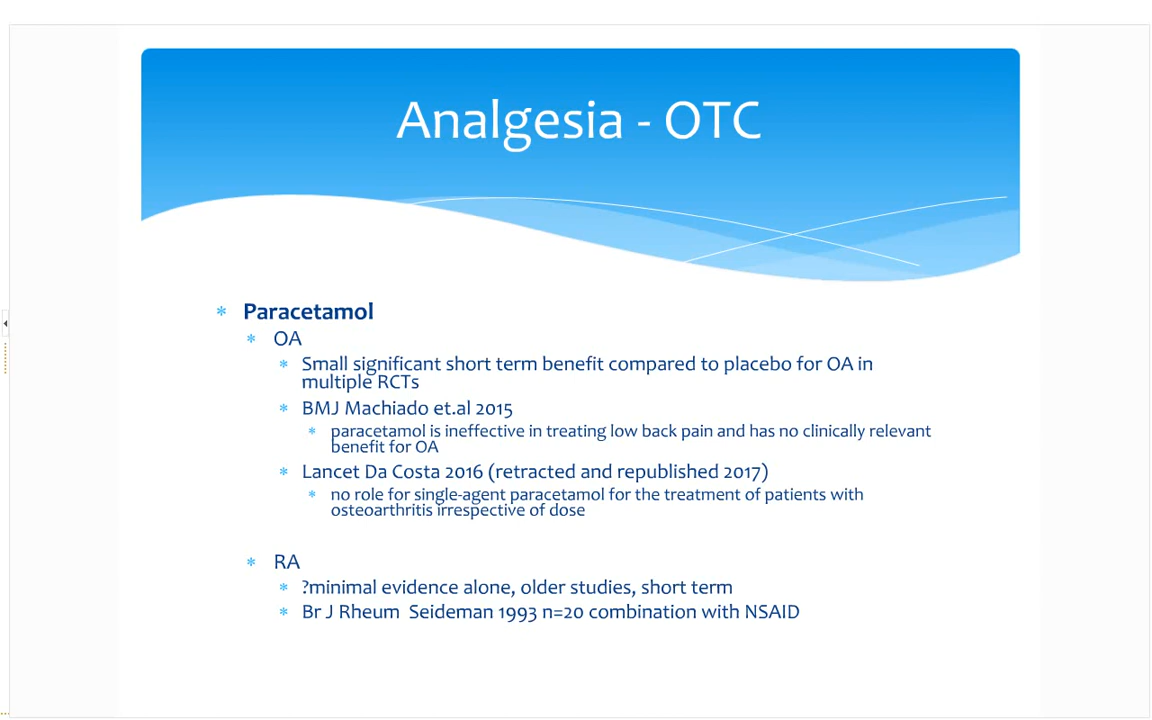 Analgesia - OTC
* Paracetamol
* OA
* Small significant short term benefit compared to placebo for OA in
multiple RCTs
* BMJ Machiado et.al 2015
* paracetamol is ineffective in treating low back pain and has no clinically relevant
benefit for OA
* Lancet Da Costa 2016 (retracted and republished 2017)
* no role for single-agent paracetamol for the treatment of patients with
osteoarthritis irrespective of dose
* RA
* ?minimal evidence alone, older studies, short term
* Br J Rheum Seideman 1993 n=20 combination with NSAID